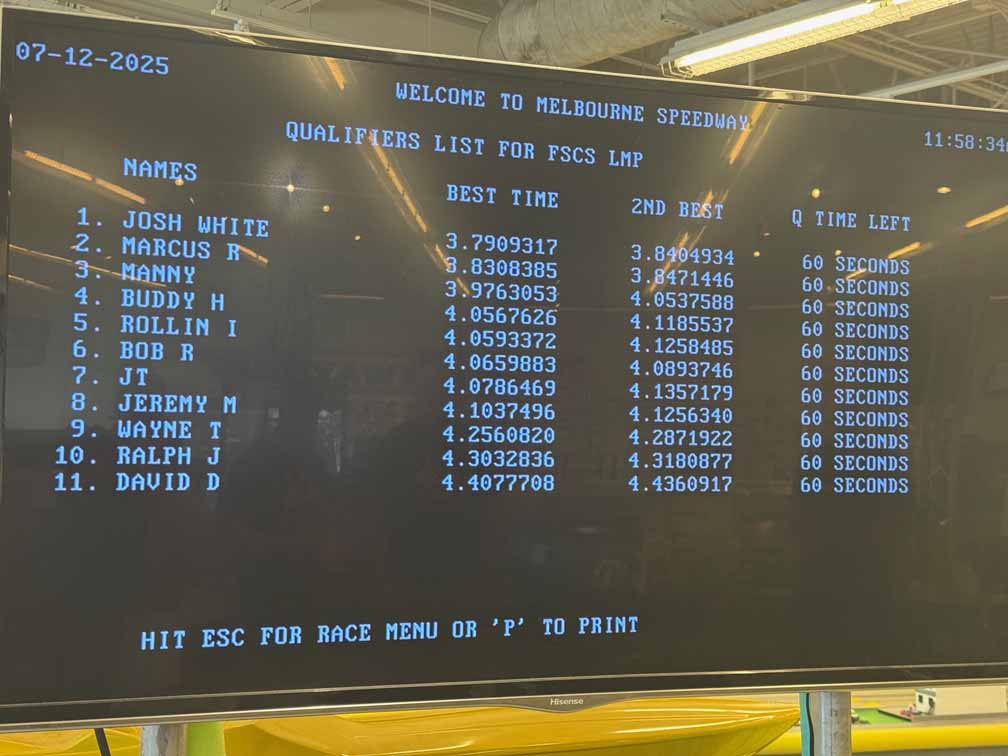 07-12-2025
WELCOME TO MELBOURNE SPEEDWAY
11:58:34
QUALIFIERS LIST FOR FSCS LMP
NAMES BEST TIME 2ND BEST Q TIME LEFT
1. JOSH WHITE 3.7909317 3.8404934 60 SECONDS
2. MARCUS R 3.8308385 3.8471446 60 SECONDS
3. MANNY 3.9763053 4.0537588 60 SECONDS
4. BUDDY H 4.0567626 4.1185537 60 SECONDS
5. ROLLIN I 4.0593372 4.1258485 60 SECONDS
6. BOB R 4.0659883 4.0893746 60 SECONDS
7. JT 4.0786469 4.1357179 60 SECONDS
8. JEREMY M 4.1037496 4.1256340 60 SECONDS
9. WAYNE T 4.2560820 4.2871922 60 SECONDS
10. RALPH J 4.3032836 4.3180877 60 SECONDS
11. DAVID D 4.4077708 4.4360917 60 SECONDS
HIT ESC FOR RACE MENU OR 'P' TO PRINT
Hisense